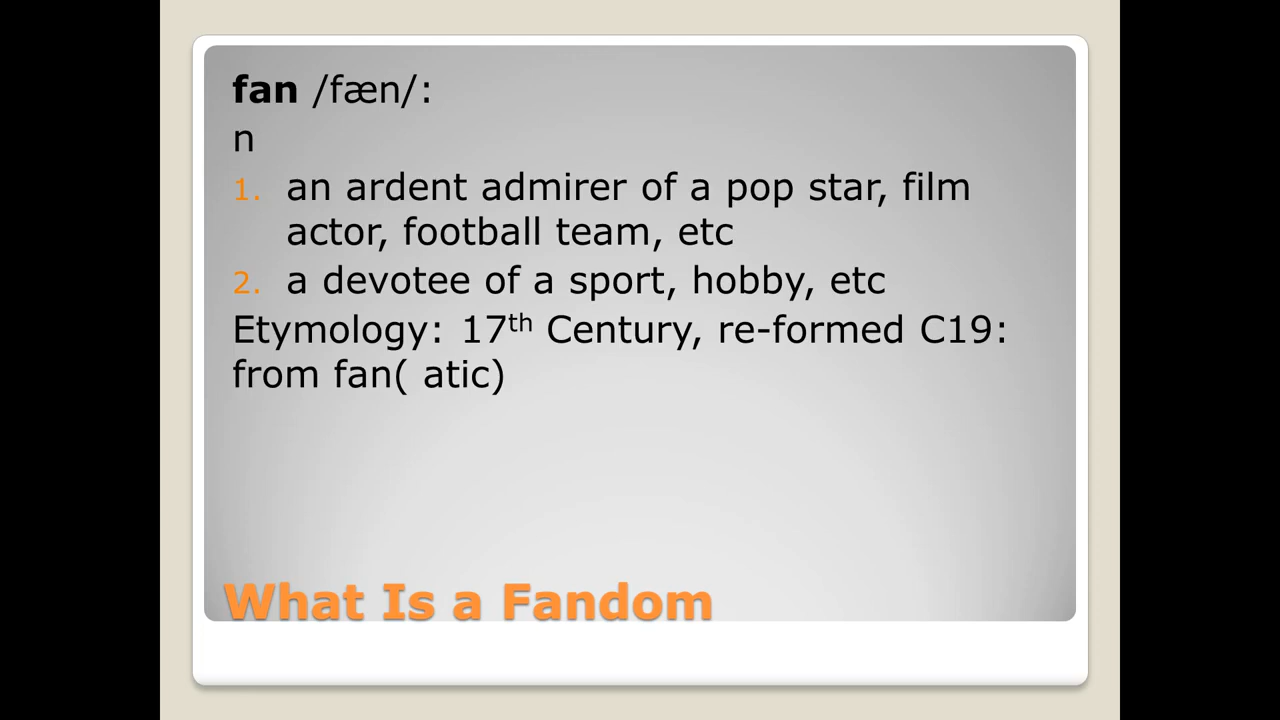 fan /fæn/:
n
1. an ardent admirer of a pop star, film
actor, football team, etc
2. a devotee of a sport, hobby, etc
Etymology: 17th Century, re-formed C19:
from fan( atic)
What Is a Fandom